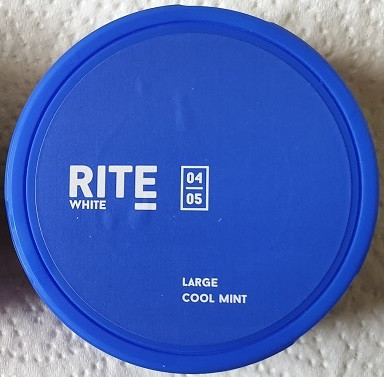 RITE
WHITE
04
05
LARGE
COOL MINT